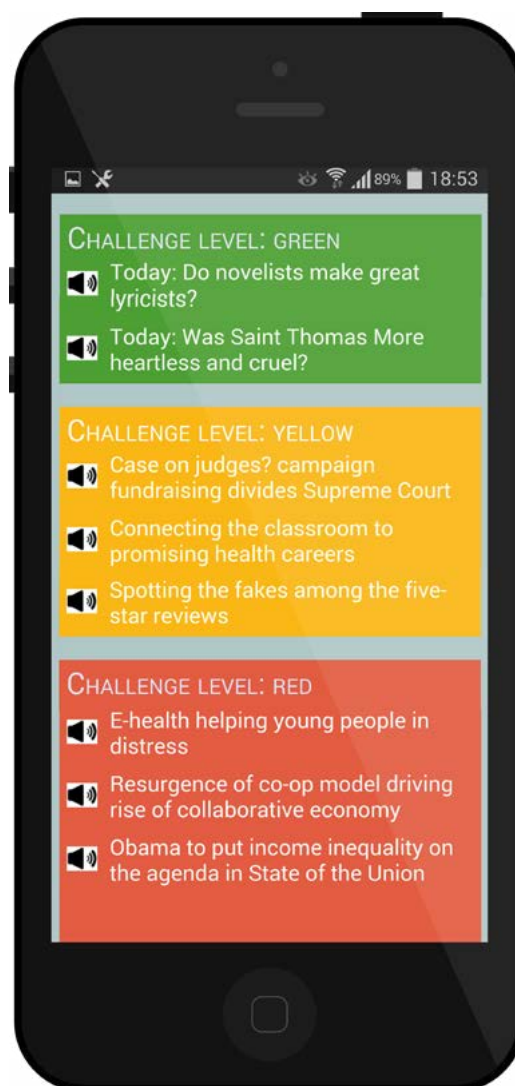 89% 18:53
CHALLENGE LEVEL: GREEN
Today: Do novelists make great
lyricists?
Today: Was Saint Thomas More
heartless and cruel?
CHALLENGE LEVEL: YELLOW
Case on judges? campaign
fundraising divides Supreme Court
Connecting the classroom to
promising health careers
Spotting the fakes among the five-
star reviews
CHALLENGE LEVEL: RED
E-health helping young people in
distress
Resurgence of co-op model driving
rise of collaborative economy
Obama to put income inequality on
the agenda in State of the Union